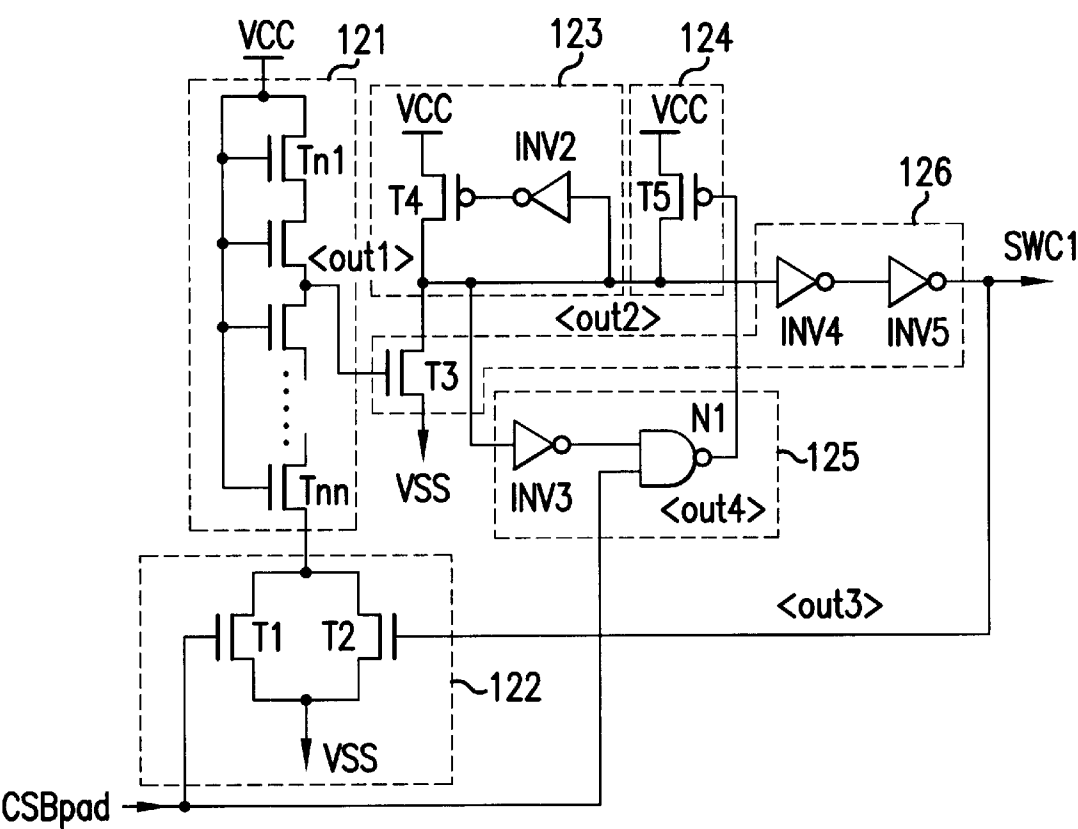 VCC
121
123
124
VCC
VCC
INV2
Tn1
T4
T5
126
<out1>
SWC1
<out2>
INV4
INV5
T3
N1
125
VSS
INV3
Tnn
<out4>
<out3>
T1
T2
122
VSS
CSBpad